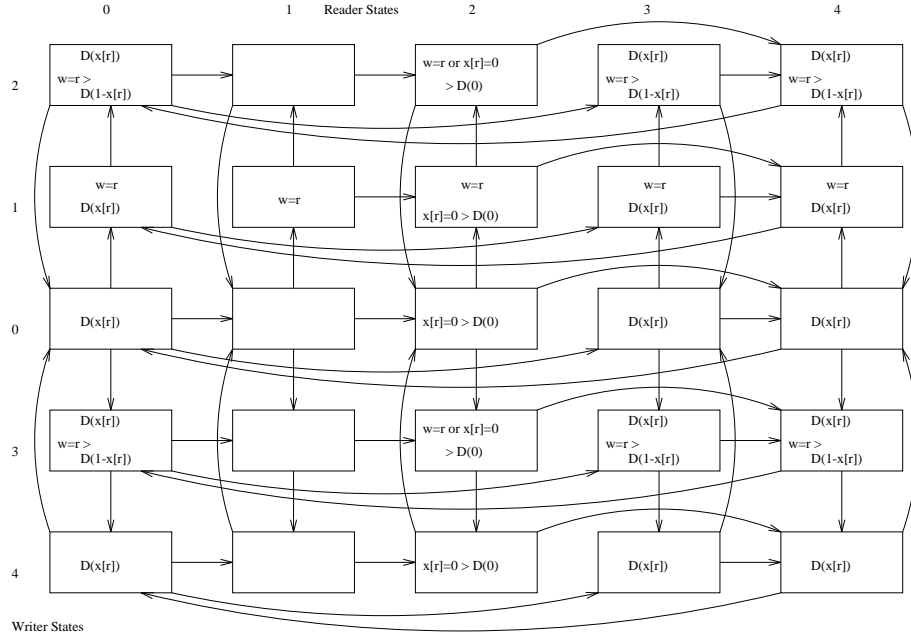 0 1 Reader States 2 3 4
2
D(x[r])
w=r >
D(1-x[r])
w=r or x[r]=0
> D(0)
D(x[r])
w=r >
D(1-x[r])
D(x[r])
w=r >
D(1-x[r])
1
w=r
D(x[r])
w=r
w=r
x[r]=0 > D(0)
w=r
D(x[r])
w=r
D(x[r])
0
D(x[r])
x[r]=0 > D(0)
D(x[r])
D(x[r])
3
D(x[r])
w=r >
D(1-x[r])
w=r or x[r]=0
> D(0)
D(x[r])
w=r >
D(1-x[r])
D(x[r])
w=r >
D(1-x[r])
4
D(x[r])
x[r]=0 > D(0)
D(x[r])
D(x[r])
Writer States